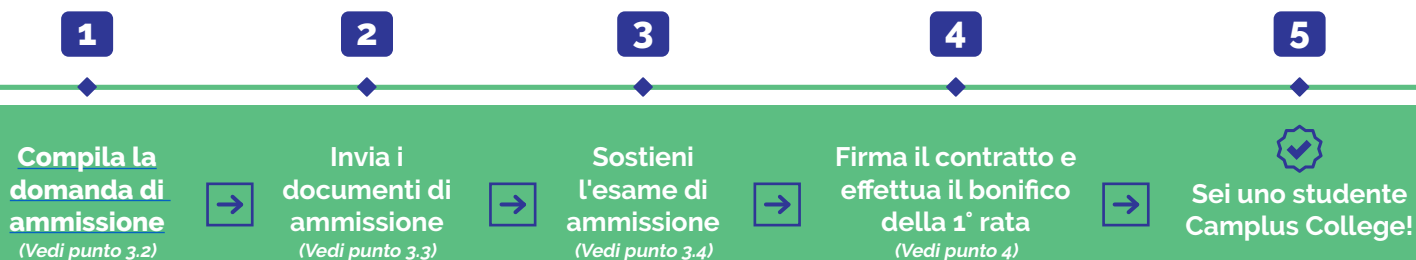 1
2
3
4
5
Compila la
domanda di
ammissione
(Vedi punto 3.2)
Invia i
documenti di
ammissione
(Vedi punto 3.3)
Sostieni
l'esame di
ammissione
(Vedi punto 3.4)
Firma il contratto e
effettua il bonifico
della 1° rata
(Vedi punto 4)
Sei uno studente
Camplus College!